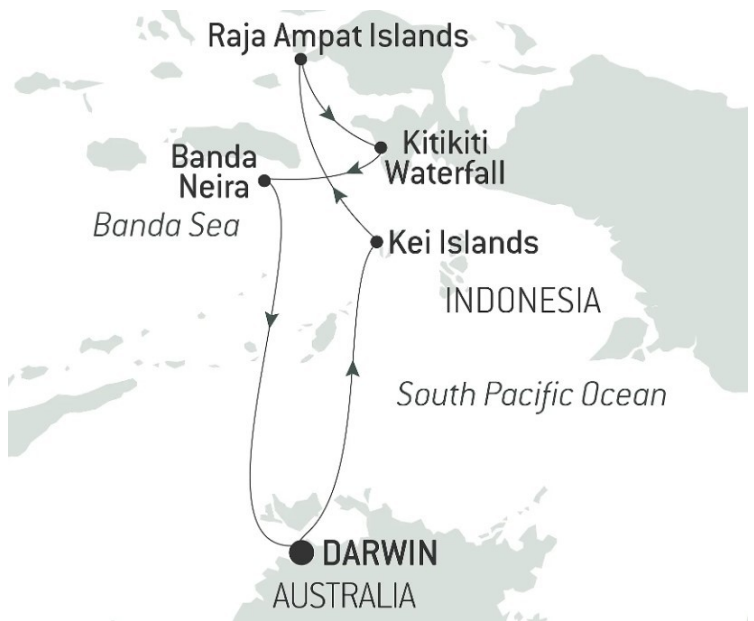 Raja Ampat Islands
Kitikiti
Waterfall
Banda
Neira
Banda Sea
Kei Islands
INDONESIA
South Pacific Ocean
DARWIN
AUSTRALIA